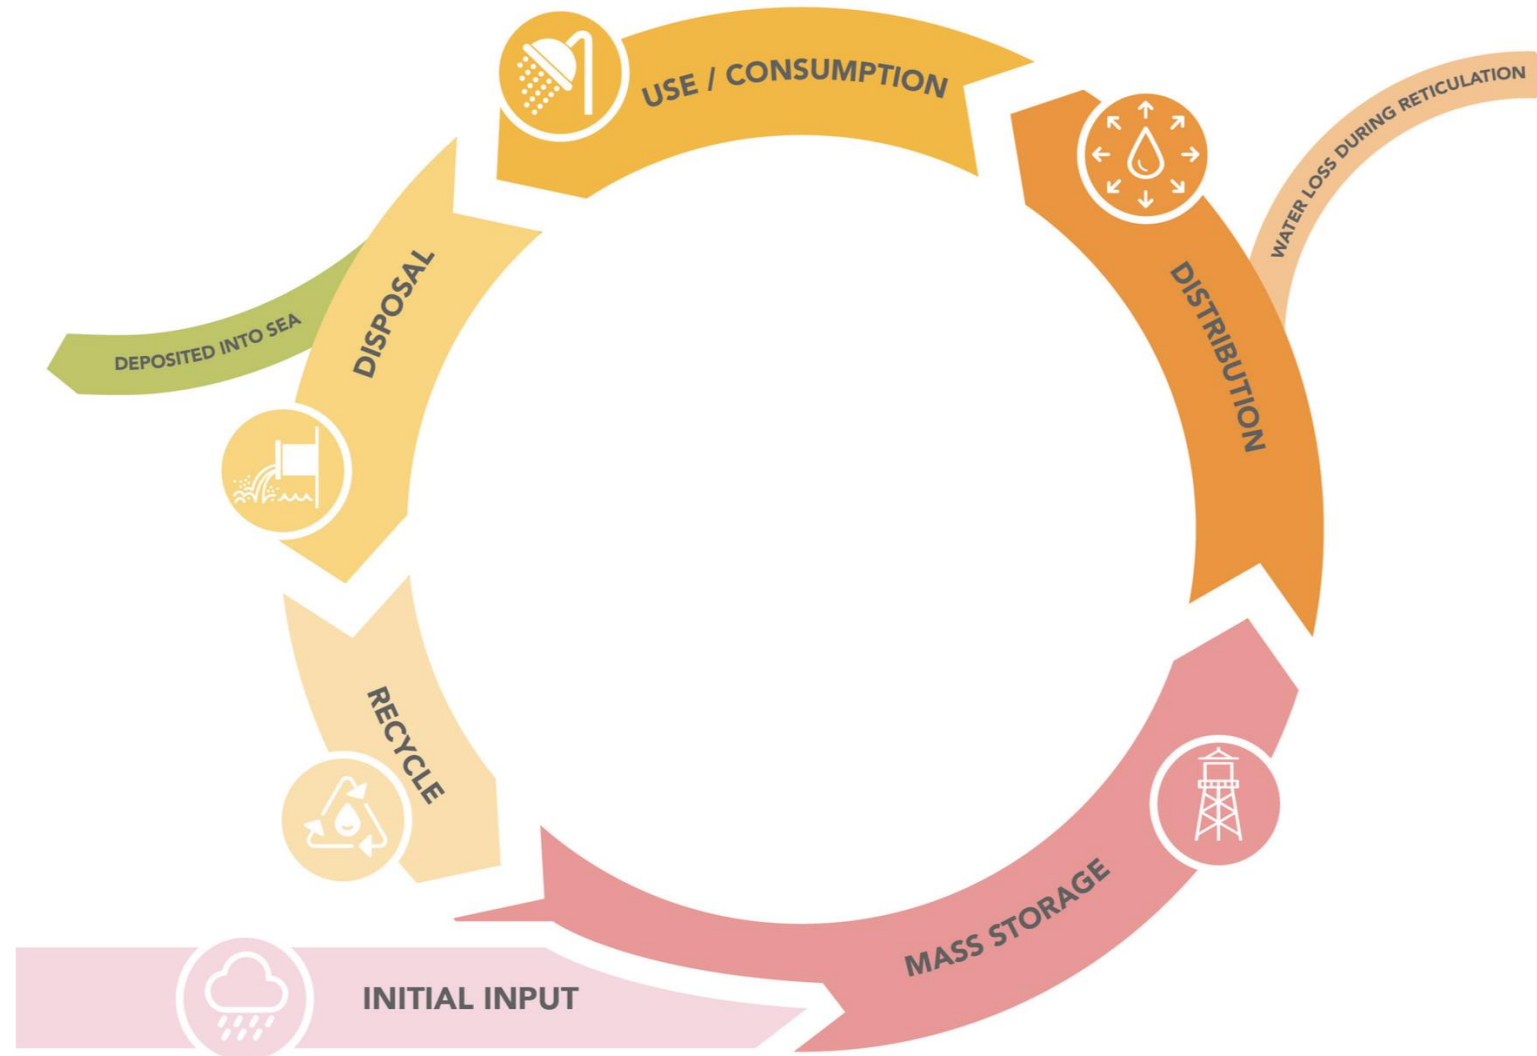 USE / CONSUMPTION
WATER LOSS DURING RETICULATION
DISTRIBUTION
DISPOSAL
DEPOSITED INTO SEA
RECYCLE
MASS STORAGE
INITIAL INPUT